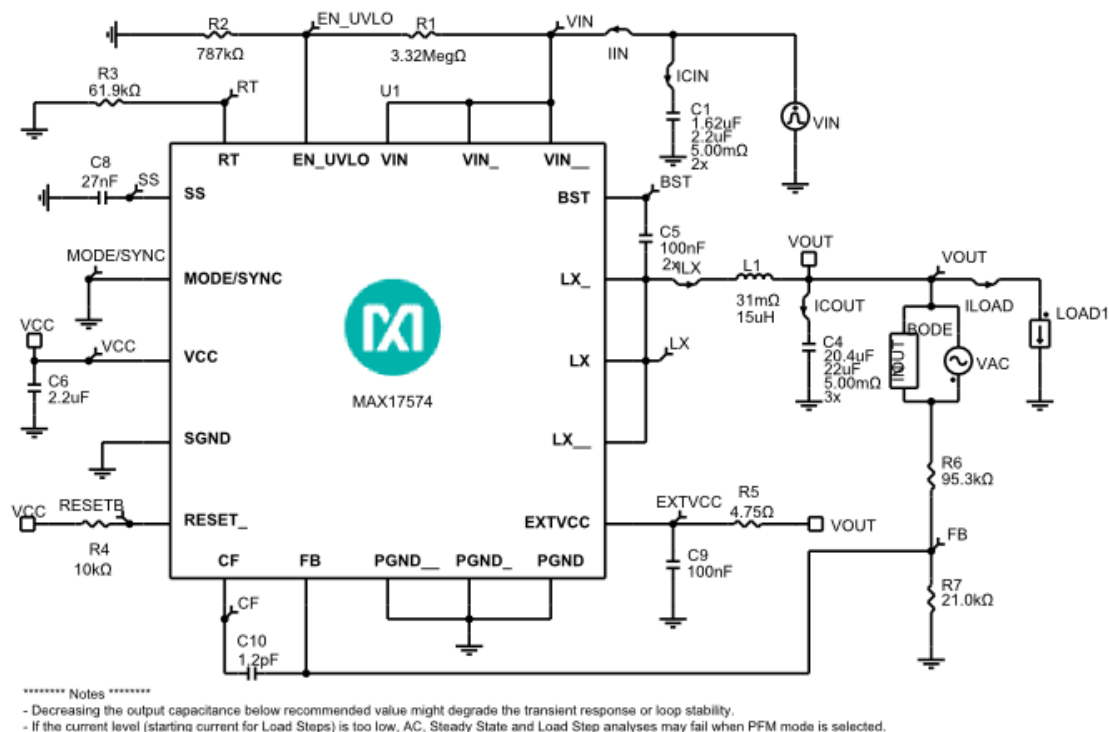 R2
787kΩ
EN_UVLO
R1
3.32MegΩ
VIN
IIN
R3
61.9kΩ
RT
U1
ICIN
C1
1.62uF
2.2uF
5.00mΩ
2x
VIN
RT
EN_UVLO
VIN
VIN_
VIN__
C8
27nF
SS
SS
BST
BST
C5
100nF
2x
MODE/SYNC
MODE/SYNC
LX_
ILX
L1
31mΩ
15uH
VOUT
VOUT
ICOUT
ILOAD
LOAD1
VCC
VCC
VCC
C6
2.2uF
MAX17574
LX
LX
C4
20.4uF
22uF
5.00mΩ
3x
BODE
VAC
SGND
LX__
R6
95.3kΩ
VCC
RESETB
RESET_
R4
10kΩ
EXTVCC
EXTVCC
R5
4.75Ω
VOUT
C9
100nF
FB
R7
21.0kΩ
CF
FB
PGND__
PGND_
PGND
CF
C10
1.2pF
******** Notes ********
- Decreasing the output capacitance below recommended value might degrade the transient response or loop stability.
- If the current level (starting current for Load Steps) is too low, AC, Steady State and Load Step analyses may fail when PFM mode is selected.